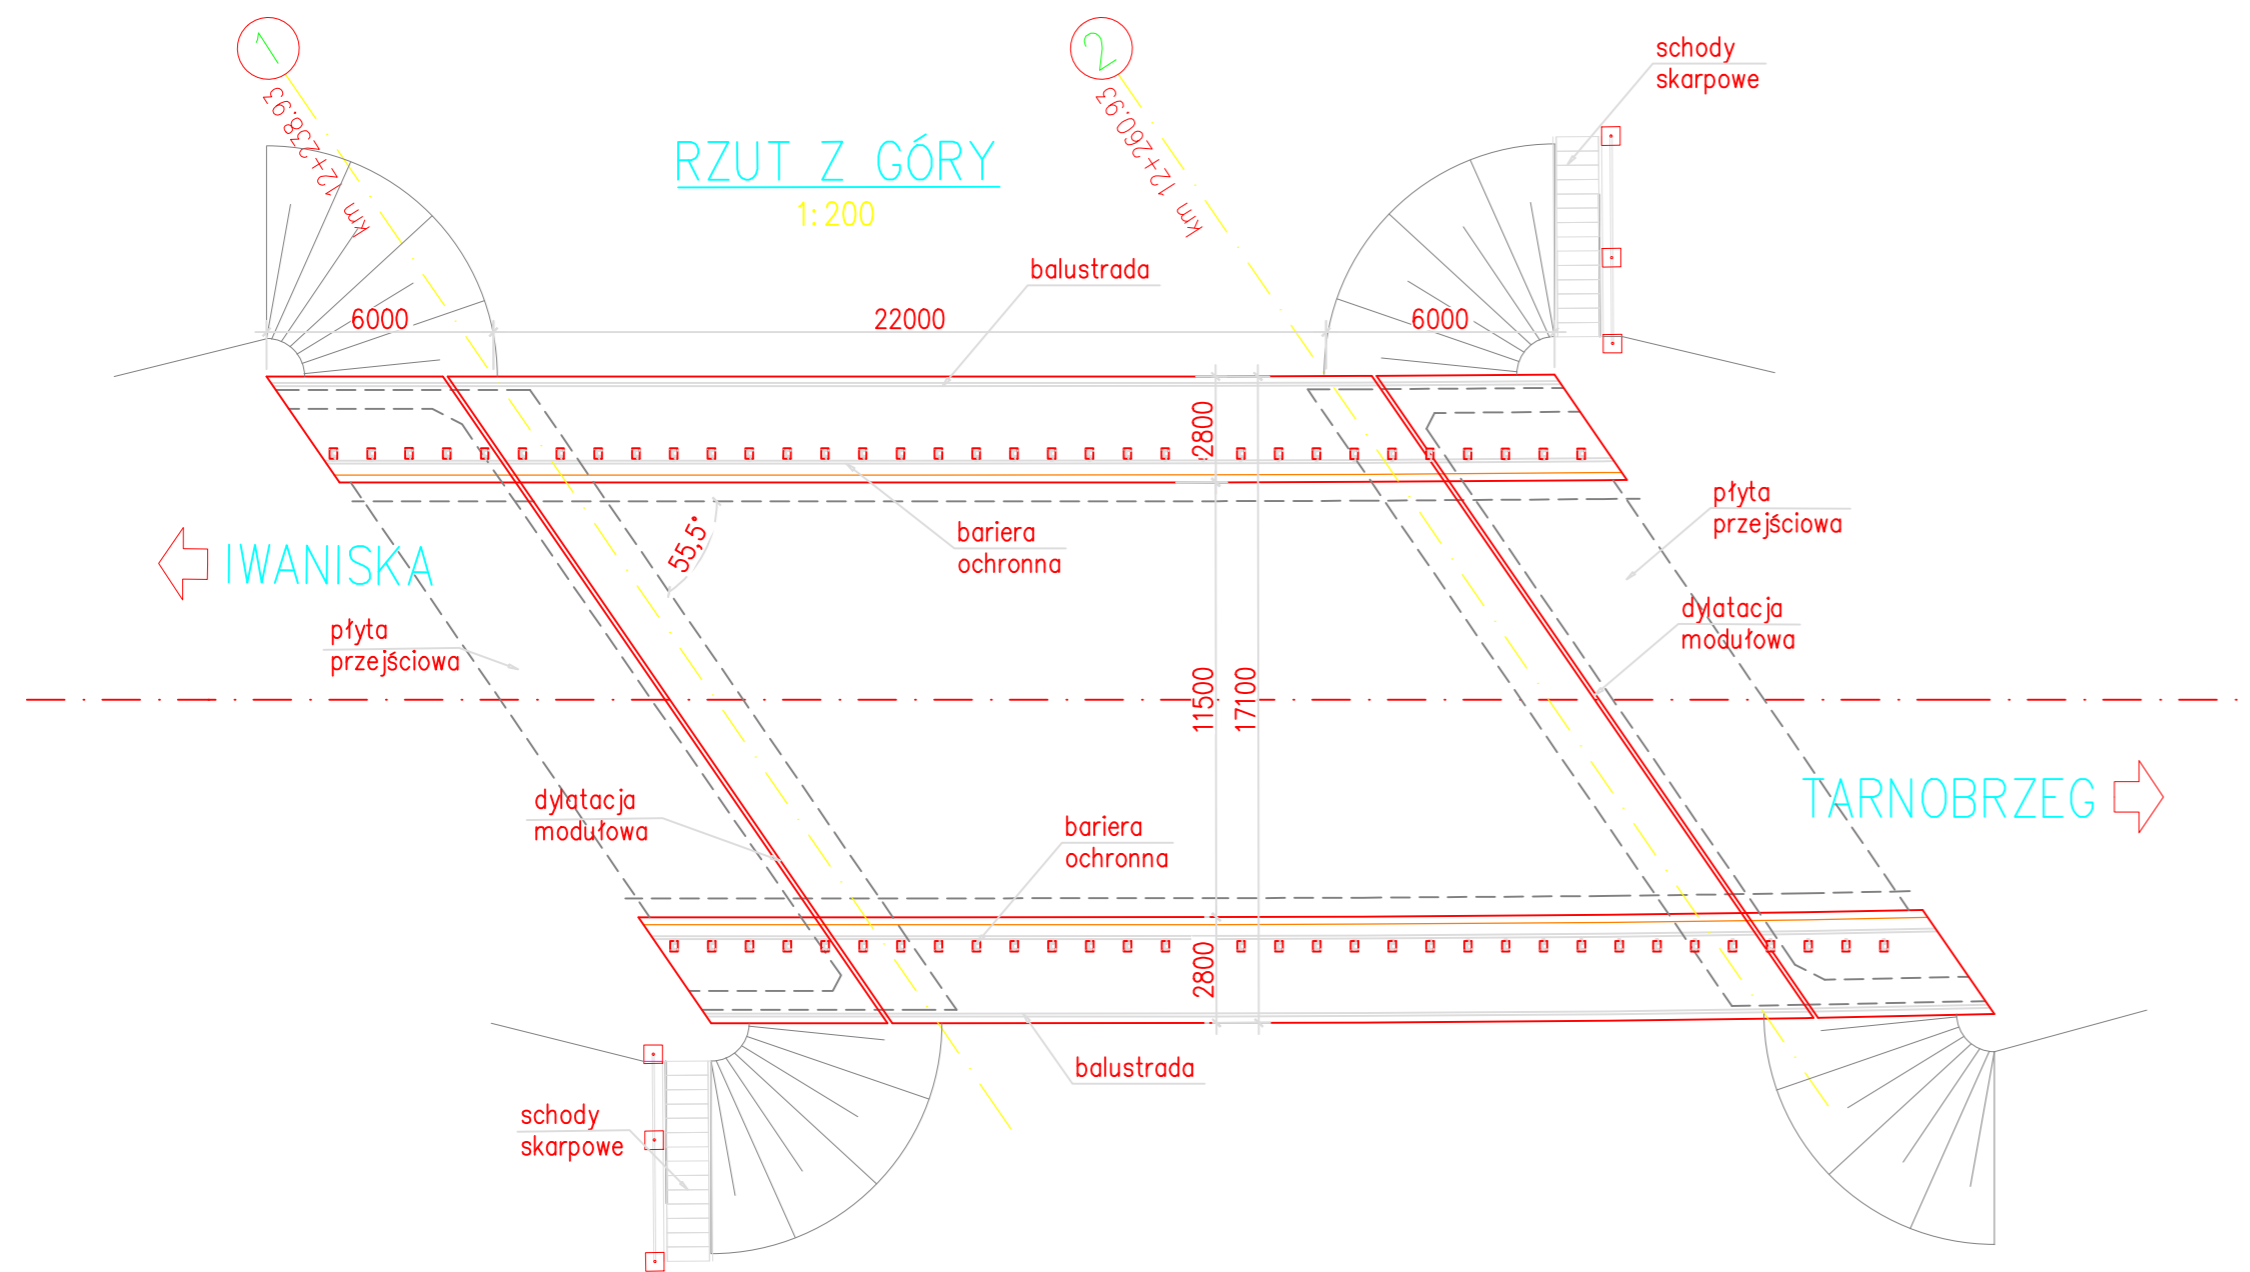 1
km 12+238.93
2
km 12+260.93
schody
skarpowe
RZUT Z GÓRY
1:200
balustrada
6000
22000
6000
2800
bariera
ochronna
płyta
przejściowa
55,5°
IWANISKA
płyta
przejściowa
dylatacja
modułowa
11500
17100
TARNOBRZEG
dylatacja
modułowa
bariera
ochronna
2800
balustrada
schody
skarpowe